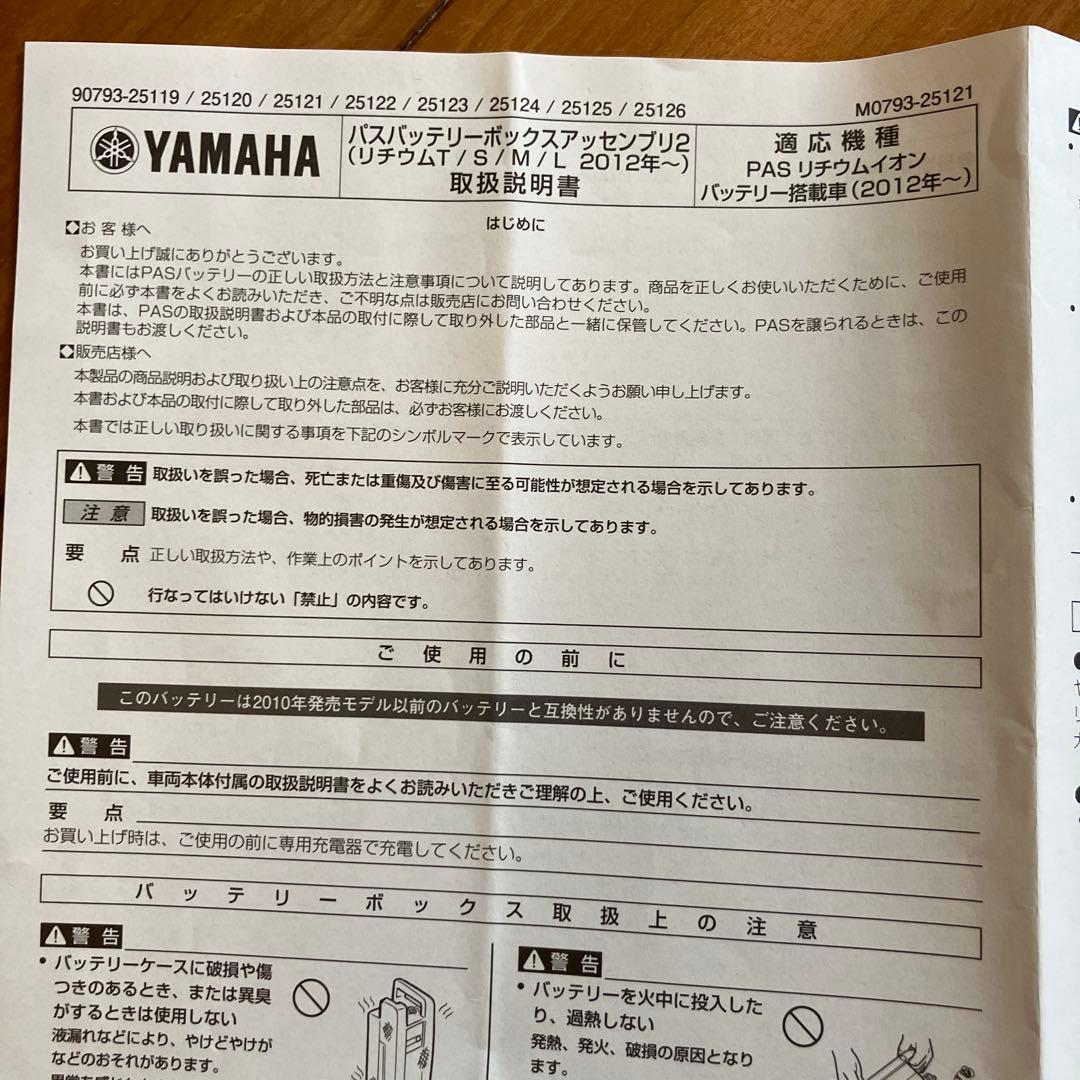 90793-25119 / 25120 / 25121 / 25122 / 25123 / 25124 / 25125 / 25126
M0793-25121
YAMAHA
パスバッテリーボックスアッセンブリ2
(リチウムT / S / M / L 2012年～)
取扱説明書
適応機種
PAS リチウムイオン
バッテリー搭載車(2012年～)
はじめに
お客様へ
お買い上げ誠にありがとうございます。
本書にはPASバッテリーの正しい取扱方法と注意事項について説明してあります。商品を正しくお使いいただくために、ご使用
前に必ず本書をよくお読みいただき、ご不明な点は販売店にお問い合わせください。
本書は、PASの取扱説明書および本品の取付に際して取り外した部品と一緒に保管してください。PASを譲られるときは、この
説明書もお渡しください。
販売店様へ
本製品の商品説明および取り扱い上の注意点を、お客様に充分ご説明いただくようお願い申し上げます。
本書および本品の取付に際して取り外した部品は、必ずお客様にお渡しください。
本書では正しい取り扱いに関する事項を下記のシンボルマークで表示しています。
警告 取扱いを誤った場合、死亡または重傷及び傷害に至る可能性が想定される場合を示してあります。
注意 取扱いを誤った場合、物的損害の発生が想定される場合を示してあります。
要点 正しい取扱方法や、作業上のポイントを示してあります。
行なってはいけない「禁止」の内容です。
ご使用の前に
このバッテリーは2010年発売モデル以前のバッテリーと互換性がありませんので、ご注意ください。
警告
ご使用前に、車両本体付属の取扱説明書をよくお読みいただきご理解の上、ご使用ください。
要点
お買い上げ時は、ご使用の前に専用充電器で充電してください。
バッテリーボックス取扱上の注意
警告
• バッテリーケースに破損や傷
つきのあるとき、または異臭
がするときは使用しない
液漏れなどにより、やけどやけが
などのおそれがあります。
警告
• バッテリーを火中に投入した
り、過熱しない
発熱、発火、破損の原因となり
ます。